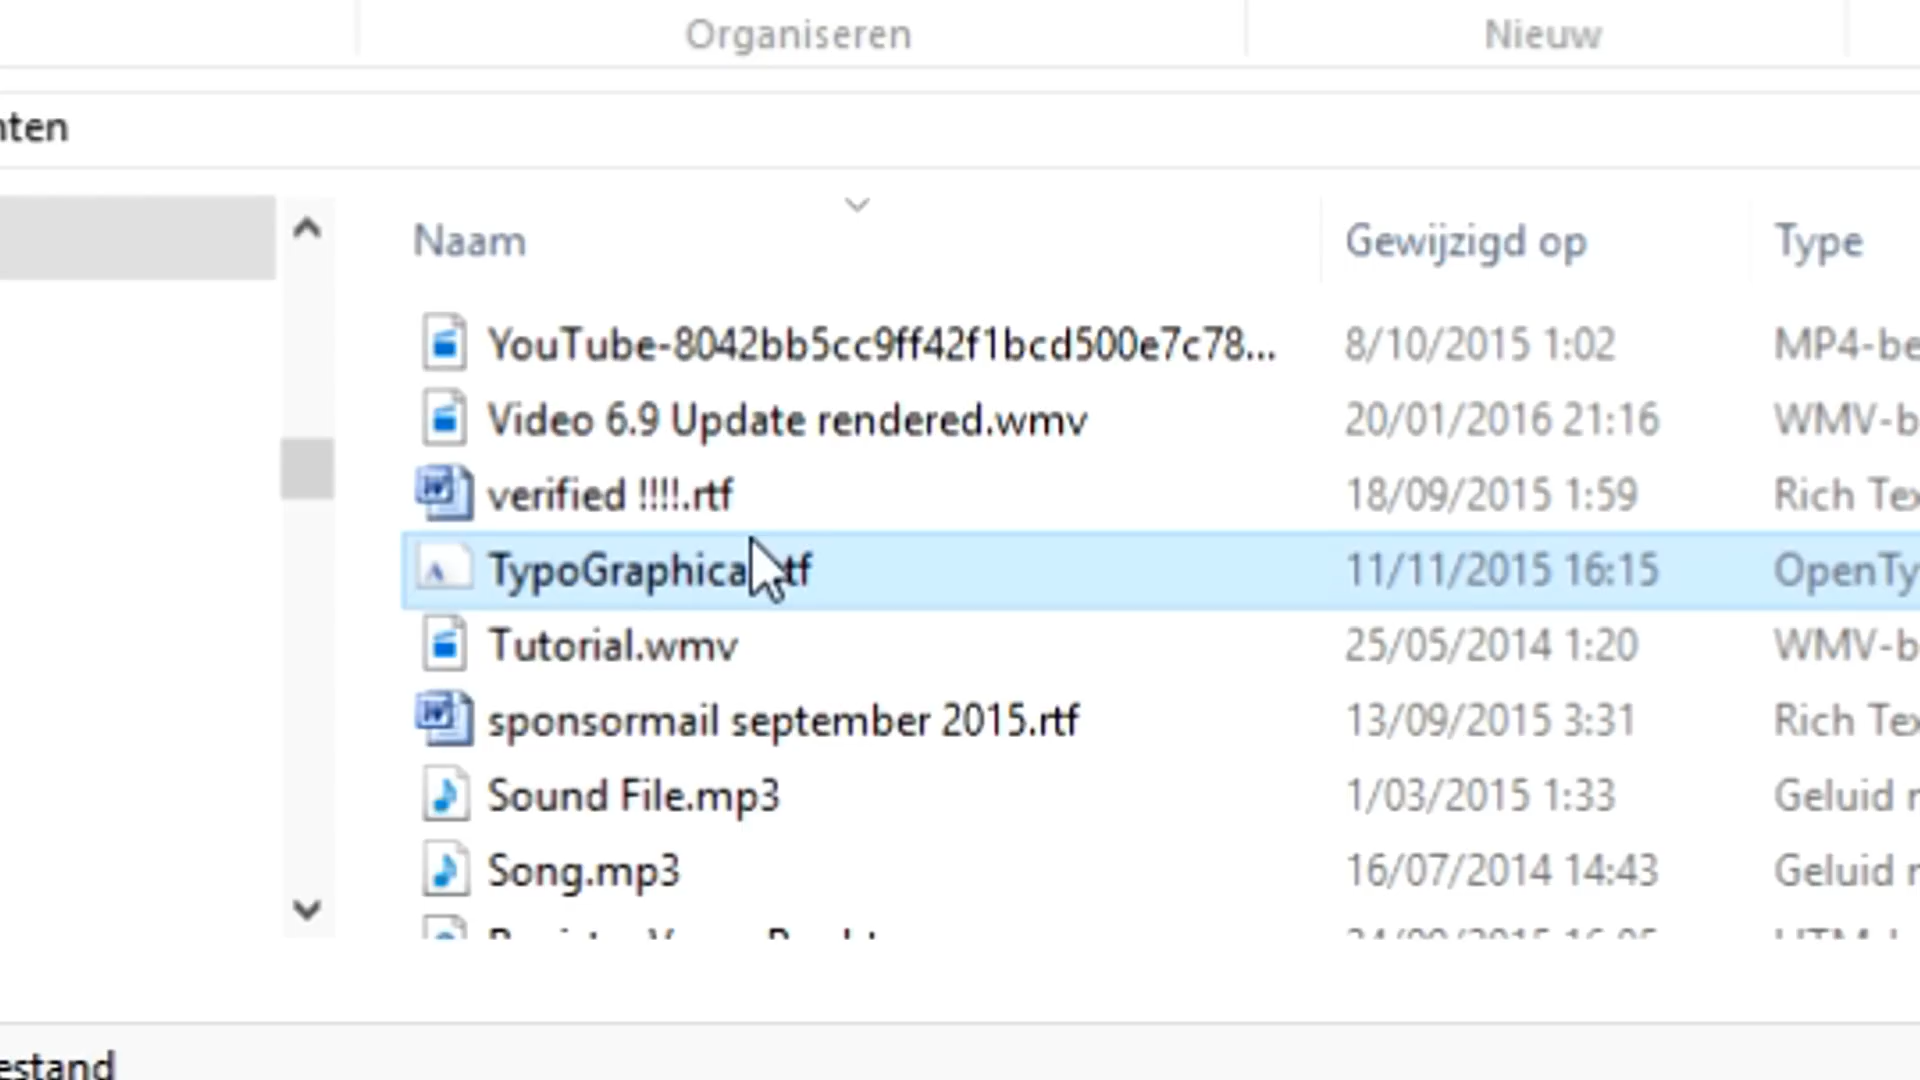 Organiseren Nieuw
nten
Naam Gewijzigd op Type
YouTube-8042bb5cc9ff42f1bcd500e7c78... 8/10/2015 1:02 MP4-be
Video 6.9 Update rendered.wmv 20/01/2016 21:16 WMV-b
verified !!!!.rtf 18/09/2015 1:59 Rich Tex
TypoGraphica tf 11/11/2015 16:15 OpenTy
Tutorial.wmv 25/05/2014 1:20 WMV-b
sponsormail september 2015.rtf 13/09/2015 3:31 Rich Tex
Sound File.mp3 1/03/2015 1:33 Geluid
Song.mp3 16/07/2014 14:43 Geluid
estand